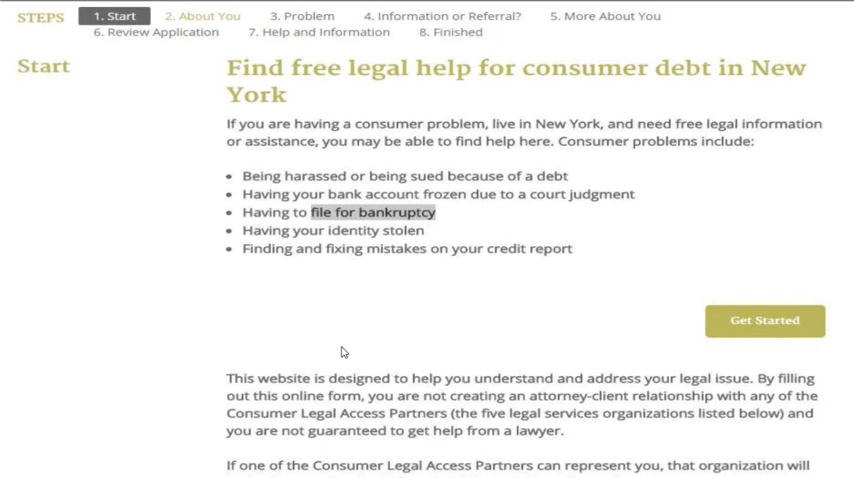 STEPS 1. Start 2. About You 3. Problem 4. Information or Referral? 5. More About You
6. Review Application 7. Help and Information 8. Finished
Start
Find free legal help for consumer debt in New
York
If you are having a consumer problem, live in New York, and need free legal information
or assistance, you may be able to find help here. Consumer problems include:
• Being harassed or being sued because of a debt
• Having your bank account frozen due to a court judgment
• Having to file for bankruptcy
• Having your identity stolen
• Finding and fixing mistakes on your credit report
Get Started
This website is designed to help you understand and address your legal issue. By filling
out this online form, you are not creating an attorney-client relationship with any of the
Consumer Legal Access Partners (the five legal services organizations listed below) and
you are not guaranteed to get help from a lawyer.
If one of the Consumer Legal Access Partners can represent you, that organization will